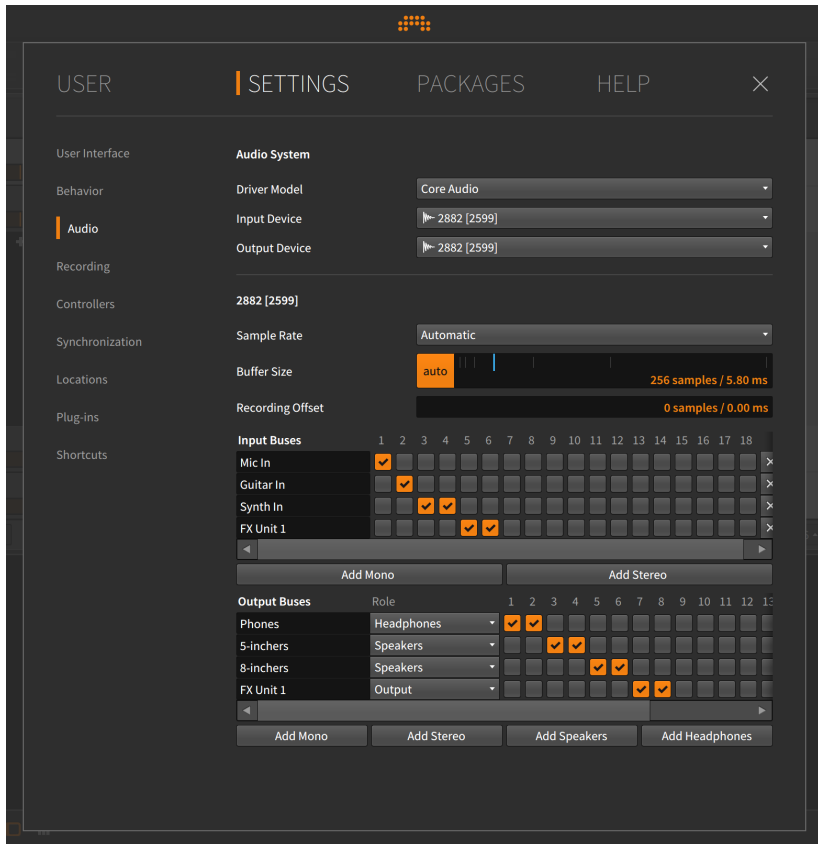 USER SETTINGS PACKAGES HELP
User Interface
Behavior
Audio
Recording
Controllers
Synchronization
Locations
Plug-ins
Shortcuts
Audio System
Driver Model Core Audio
Input Device 2882 [2599]
Output Device 2882 [2599]
2882 [2599]
Sample Rate Automatic
Buffer Size auto 256 samples / 5.80 ms
Recording Offset 0 samples / 0.00 ms
Input Buses 1 2 3 4 5 6 7 8 9 10 11 12 13 14 15 16 17 18
Mic In
Guitar In
Synth In
FX Unit 1
Add Mono Add Stereo
Output Buses Role 1 2 3 4 5 6 7 8 9 10 11 12 13
Phones Headphones
5-inchers Speakers
8-inchers Speakers
FX Unit 1 Output
Add Mono Add Stereo Add Speakers Add Headphones